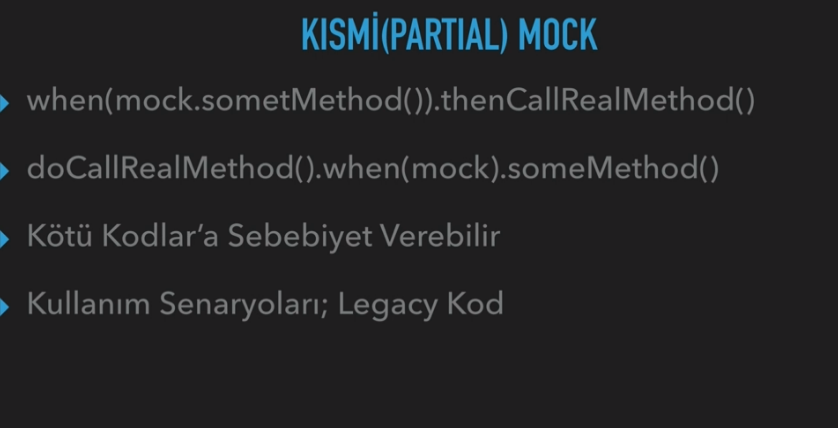 KISMİ(PARTIAL) MOCK
when(mock.sometMethod()).thenCallRealMethod()
doCallRealMethod().when(mock).someMethod()
Kötü Kodlar’a Sebebiyet Verebilir
Kullanım Senaryoları; Legacy Kod